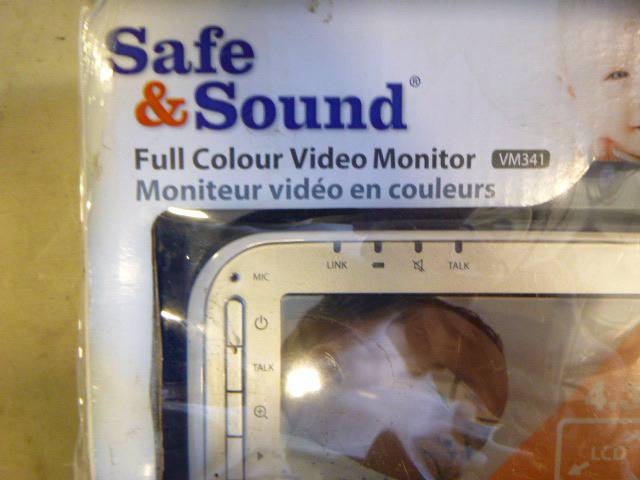 Safe
& Sound®
Full Colour Video Monitor VM341
Moniteur vidéo en couleurs
LINK TALK
MIC
TALK
LCD